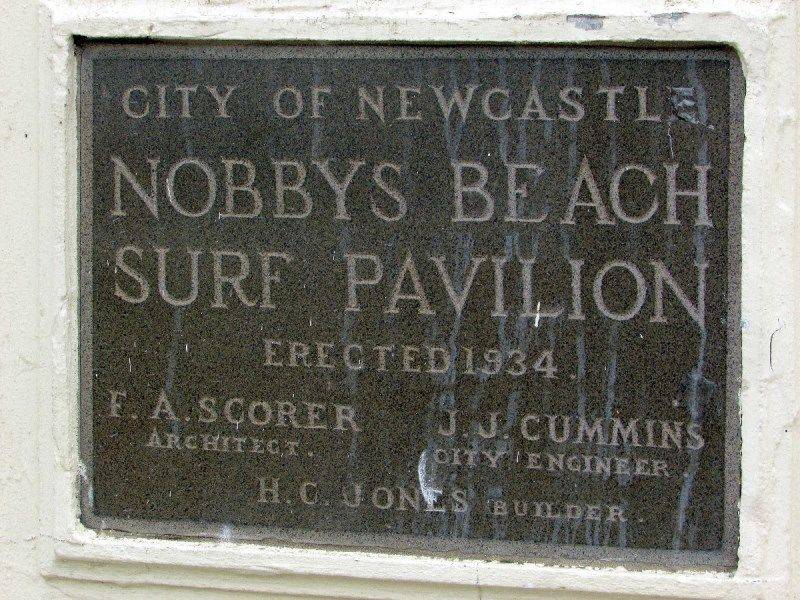 CITY OF NEWCASTLE
NOBBYS BEACH
SURF PAVILION
ERECTED 1934.
F. A. SCORER J. J. CUMMINS
ARCHITECT. CITY ENGINEER
H. C. JONES BUILDER.